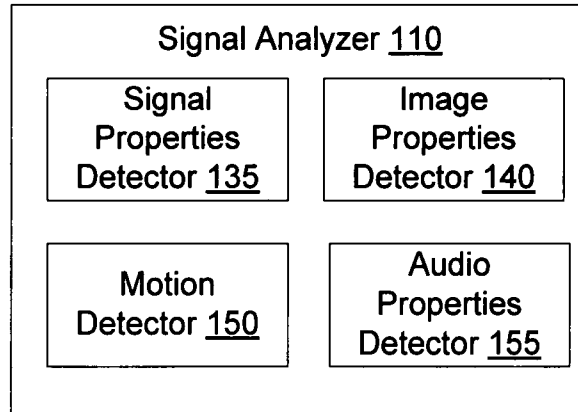 Signal Analyzer 110
Signal
Properties
Detector 135
Image
Properties
Detector 140
Motion
Detector 150
Audio
Properties
Detector 155